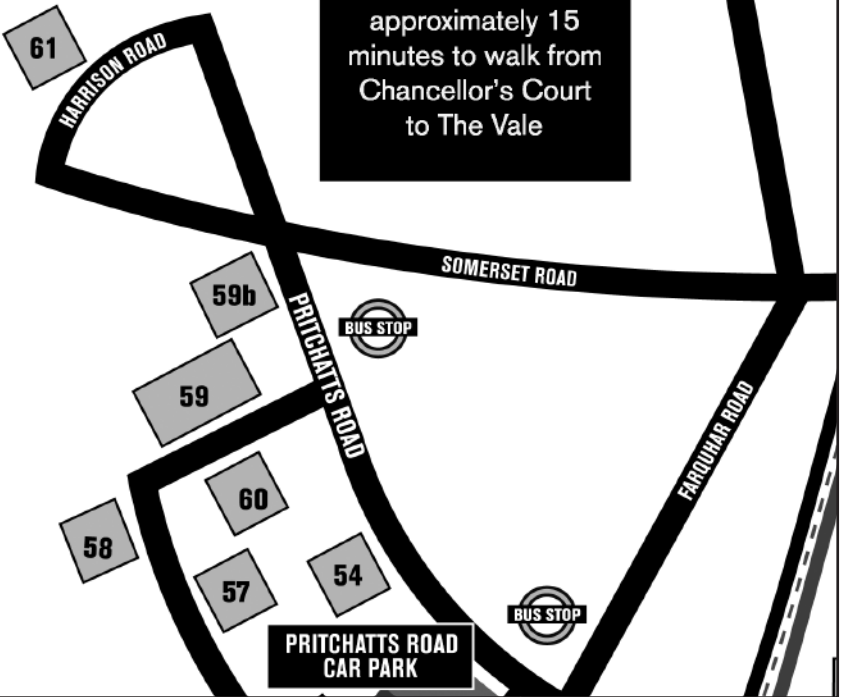 approximately 15
minutes to walk from
Chancellor's Court
to The Vale
61
HARRISON ROAD
SOMERSET ROAD
59b
PRITCHATTS ROAD
BUS STOP
59
FARQUHAR ROAD
60
58
57
54
BUS STOP
PRITCHATTS ROAD
CAR PARK